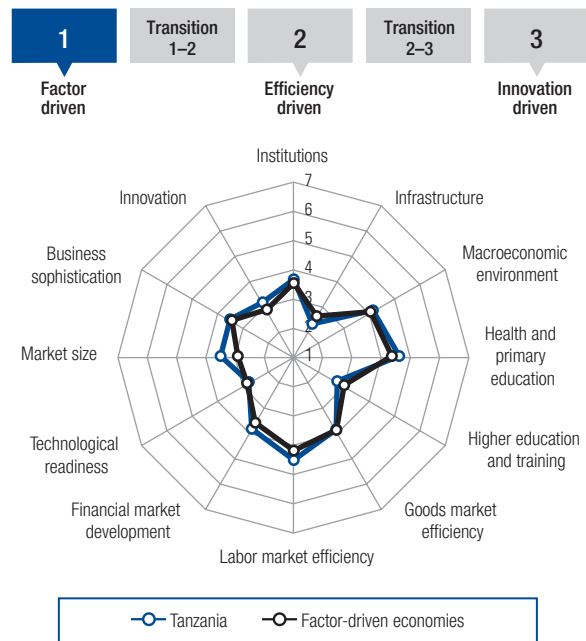 1
Transition
1–2
2
Transition
2–3
3
Factor
driven
Efficiency
driven
Innovation
driven
Institutions
7
6
5
4
3
2
1
Infrastructure
Macroeconomic
environment
Health and
primary
education
Higher education
and training
Goods market
efficiency
Labor market efficiency
Financial market
development
Technological
readiness
Market size
Business
sophistication
Innovation
Tanzania
Factor-driven economies